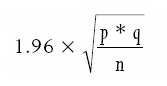 1.96 × √(p * q / n)